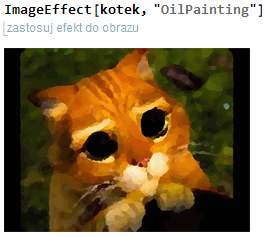 ImageEffect[kotek, "OilPainting"]
zastosuj efekt do obrazu